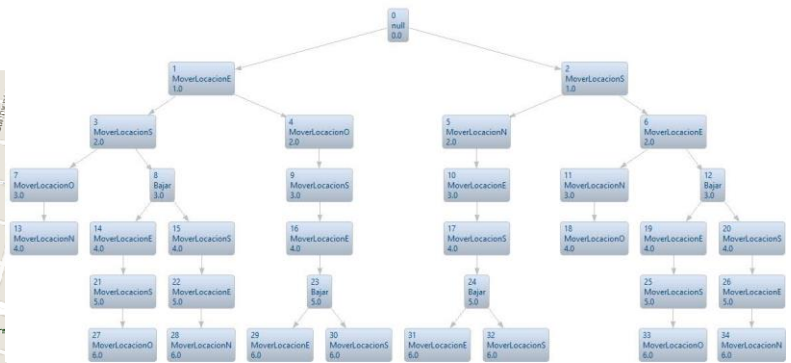 0
null
0.0
1
MoverLocacionE
1.0
2
MoverLocacionS
1.0
3
MoverLocacionS
2.0
4
MoverLocacionO
2.0
5
MoverLocacionN
2.0
6
MoverLocacionE
2.0
7
MoverLocacionO
3.0
8
Bajar
3.0
9
MoverLocacionS
3.0
10
MoverLocacionE
3.0
11
MoverLocacionN
3.0
12
Bajar
3.0
13
MoverLocacionN
4.0
14
MoverLocacionE
4.0
15
MoverLocacionS
4.0
16
MoverLocacionE
4.0
17
MoverLocacionS
4.0
18
MoverLocacionO
4.0
19
MoverLocacionE
4.0
20
MoverLocacionS
4.0
21
MoverLocacionS
5.0
22
MoverLocacionE
5.0
23
Bajar
5.0
24
Bajar
5.0
25
MoverLocacionS
5.0
26
MoverLocacionE
5.0
27
MoverLocacionO
6.0
28
MoverLocacionN
6.0
29
MoverLocacionE
6.0
30
MoverLocacionS
6.0
31
MoverLocacionE
6.0
32
MoverLocacionS
6.0
33
MoverLocacionO
6.0
34
MoverLocacionN
6.0